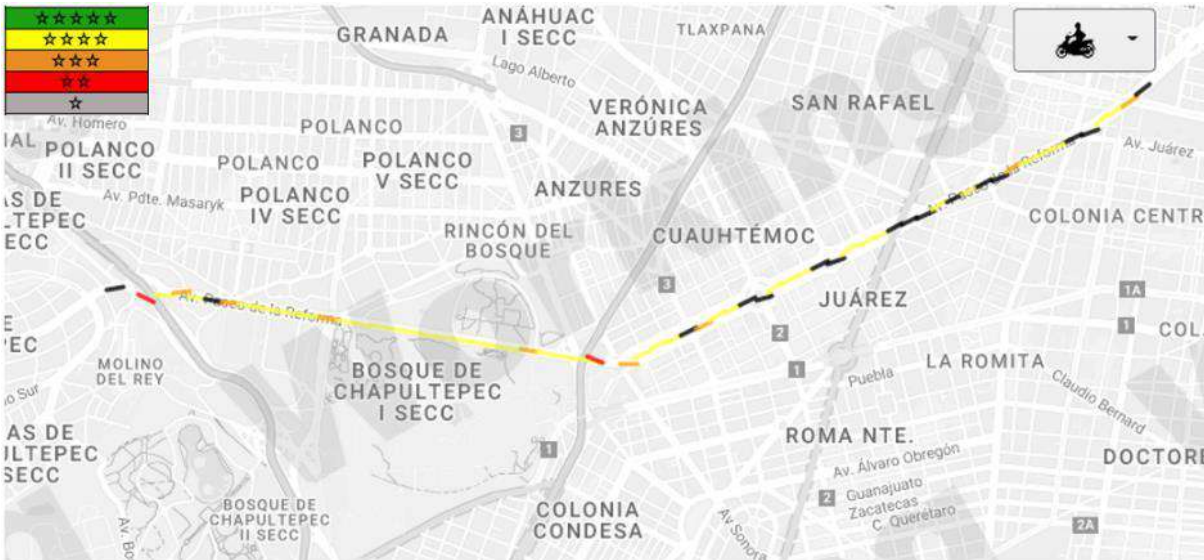 ☆☆☆☆☆
☆☆☆☆
☆☆☆
☆☆
☆
GRANADA
ANÁHUAC
I SECC
TLAXPANA
Lago Alberto
Av. Homero
POLANCO
II SECC
POLANCO
POLANCO
3
VERÓNICA
ANZÚRES
SAN RAFAEL
Av. Juárez
POLANCO
V SECC
POLANCO
IV SECC
Av. Pdte. Masaryk
ANZURES
RINCÓN DEL
BOSQUE
CUAUHTÉMOC
COLONIA CENTR
Av. Paseo de la Reforma
3
JUÁREZ
1A
1
2
1
MOLINO
DEL REY
BOSQUE DE
CHAPULTEPEC
I SECC
LA ROMITA
Puebla
Claudio Bernard
1
ROMA NTE.
Av. Álvaro Obregón
DOCTORE
BOSQUE DE
CHAPULTEPEC
II SECC
COLONIA
CONDESA
2
Guanajuato
Zacatecas
C. Querétaro
Av Sonora
2A